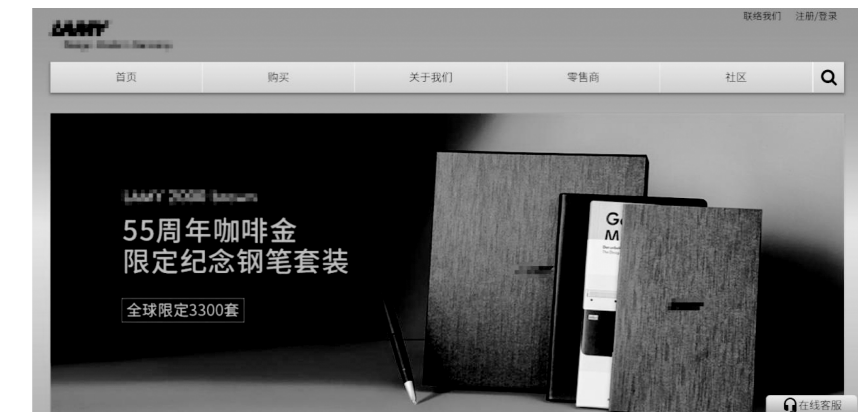 联络我们 注册/登录
首页 购买 关于我们 零售商 社区
55周年咖啡金
限定纪念钢笔套装
全球限定3300套
在线客服